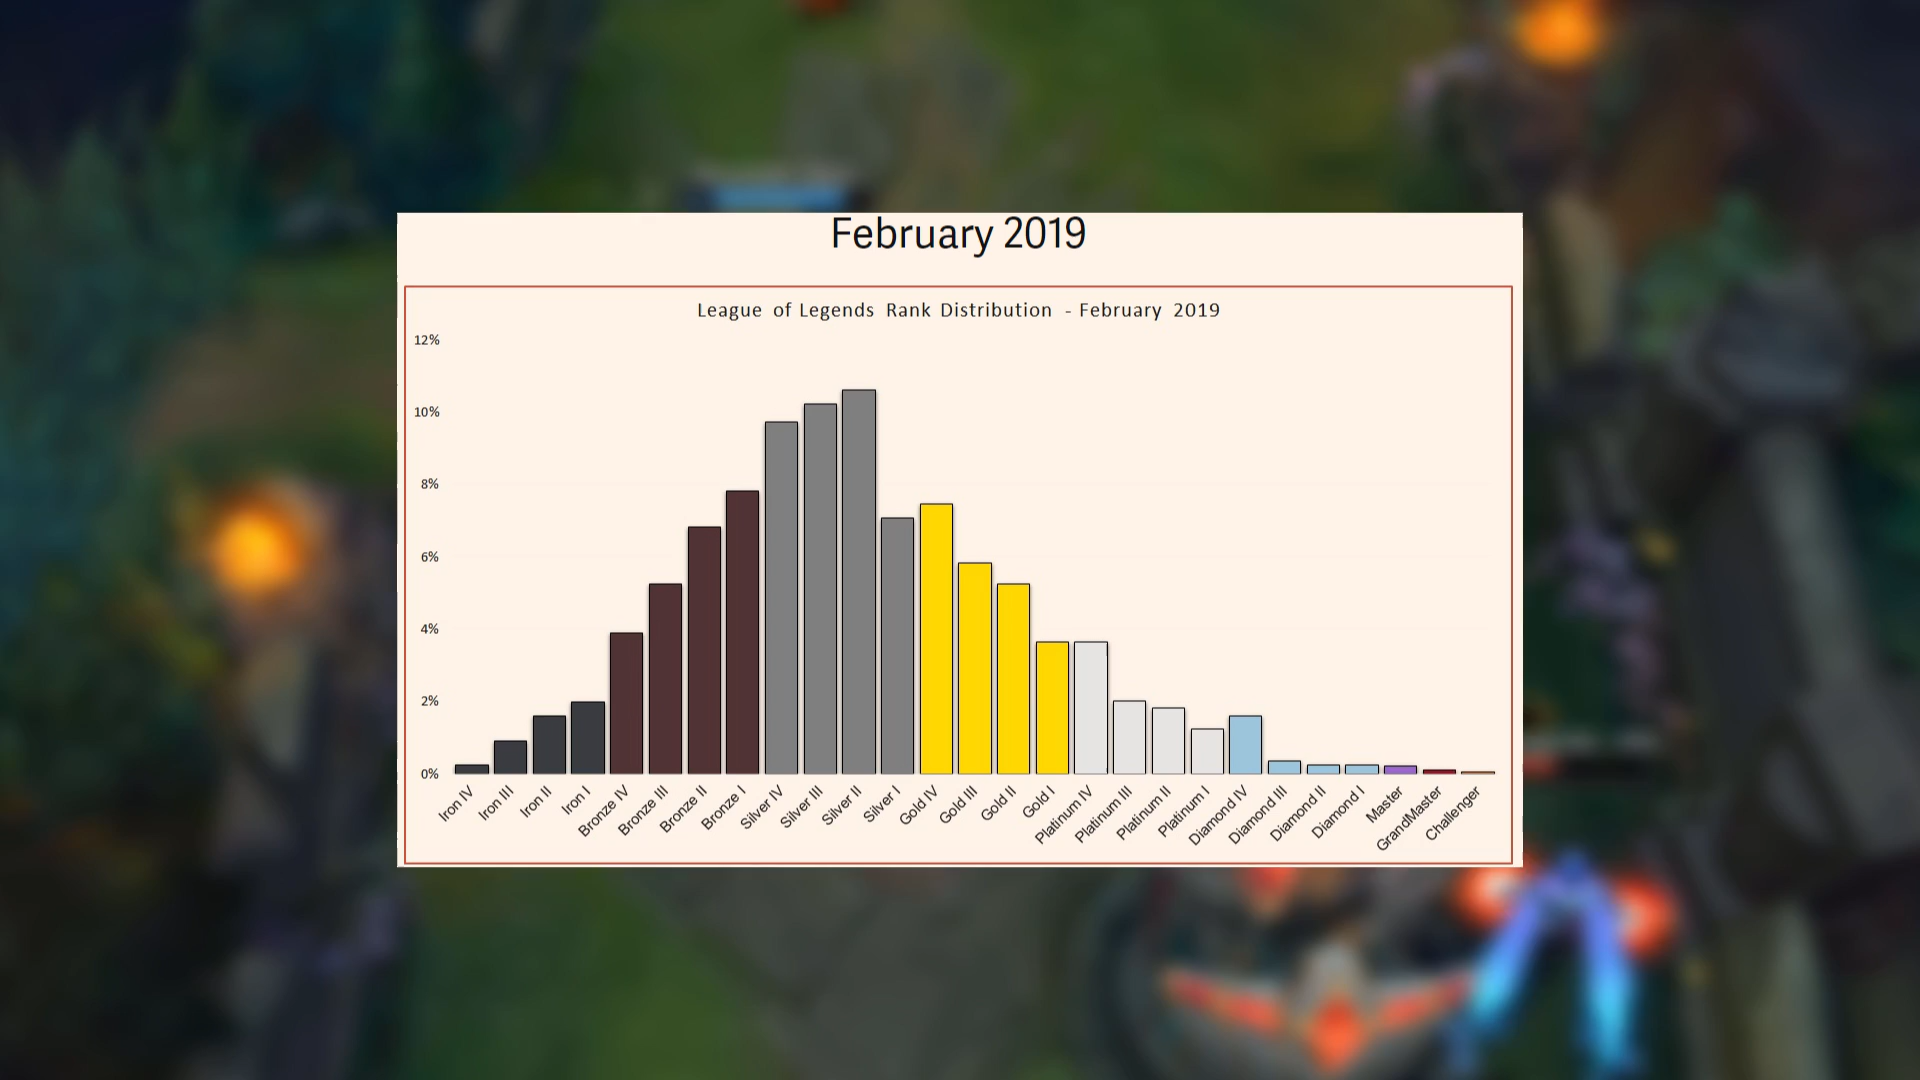 February 2019
League of Legends Rank Distribution - February 2019
12%
10%
8%
6%
4%
2%
0%
Iron IV
Iron III
Iron II
Iron I
Bronze IV
Bronze III
Bronze II
Bronze I
Silver IV
Silver III
Silver II
Silver I
Gold IV
Gold III
Gold II
Gold I
Platinum IV
Platinum III
Platinum II
Platinum I
Diamond IV
Diamond III
Diamond II
Diamond I
Master
GrandMaster
Challenger